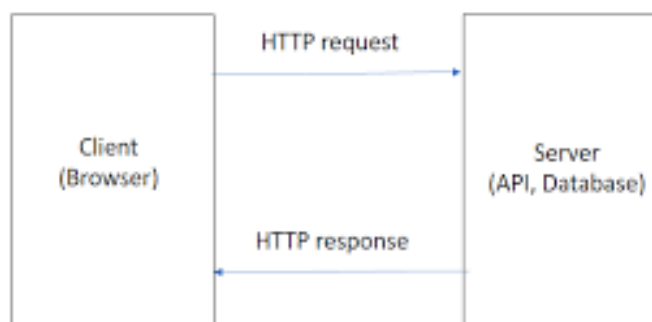 HTTP request
Client
(Browser)
Server
(API, Database)
HTTP response